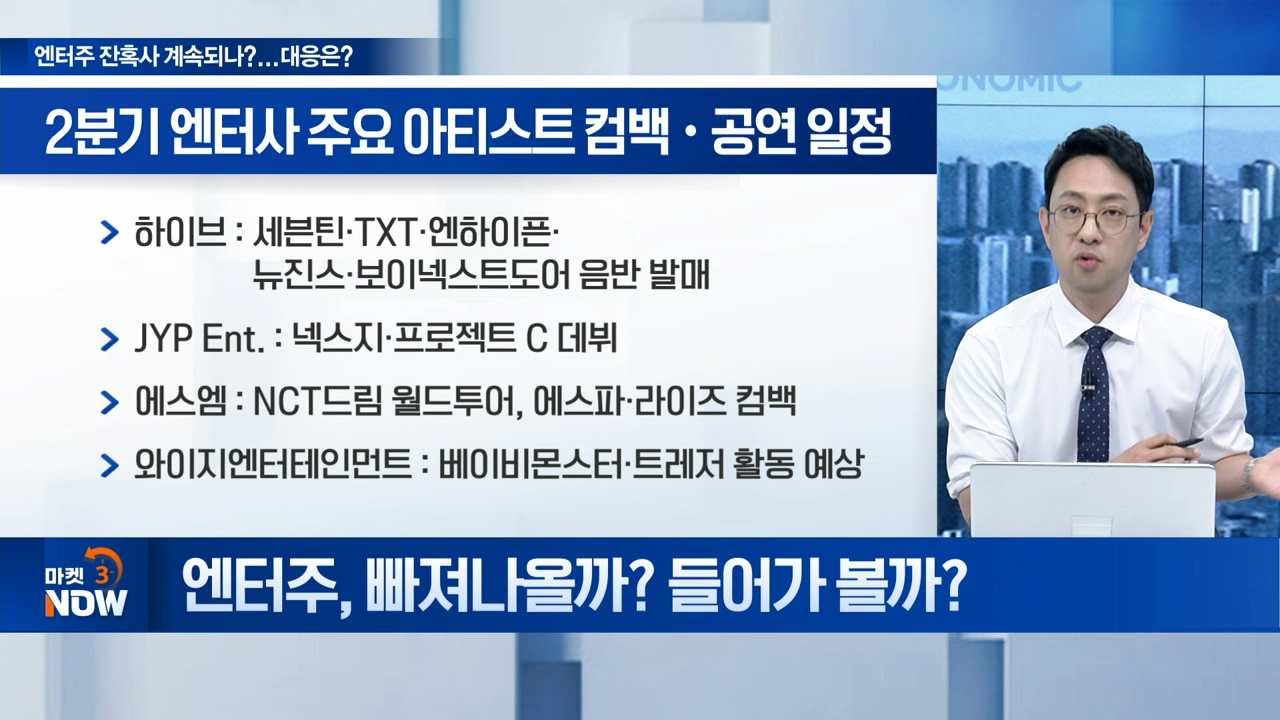 엔터주 잔혹사 계속되나?...대응은?
ONOMIC
2분기 엔터사 주요 아티스트 컴백·공연 일정
> 하이브 : 세븐틴·TXT·엔하이픈·
뉴진스·보이넥스트도어 음반 발매
> JYP Ent. : 넥스지·프로젝트 C 데뷔
> 에스엠 : NCT드림 월드투어, 에스파·라이즈 컴백
> 와이지엔터테인먼트 : 베이비몬스터·트레저 활동 예상
마켓 3
NOW
엔터주, 빠져나올까? 들어가 볼까?